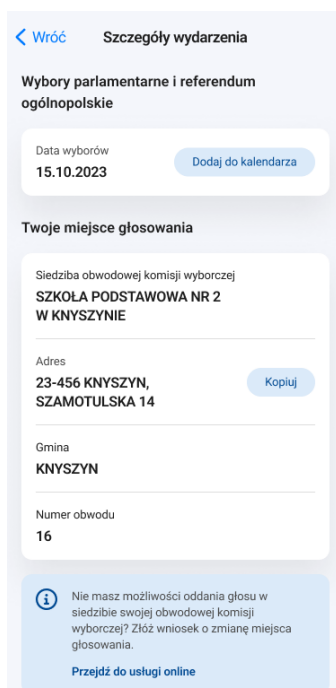 Wróć Szczegóły wydarzenia
Wybory parlamentarne i referendum
ogólnopolskie
Data wyborów
15.10.2023
Dodaj do kalendarza
Twoje miejsce głosowania
Siedziba obwodowej komisji wyborczej
SZKOŁA PODSTAWOWA NR 2
W KNYSZYNIE
Adres
23-456 KNYSZYN,
SZAMOTULSKA 14
Kopiuj
Gmina
KNYSZYN
Numer obwodu
16
Nie masz możliwości oddania głosu w
siedzibie swojej obwodowej komisji
wyborczej? Złóż wniosek o zmianę miejsca
głosowania.
Przejdź do usługi online